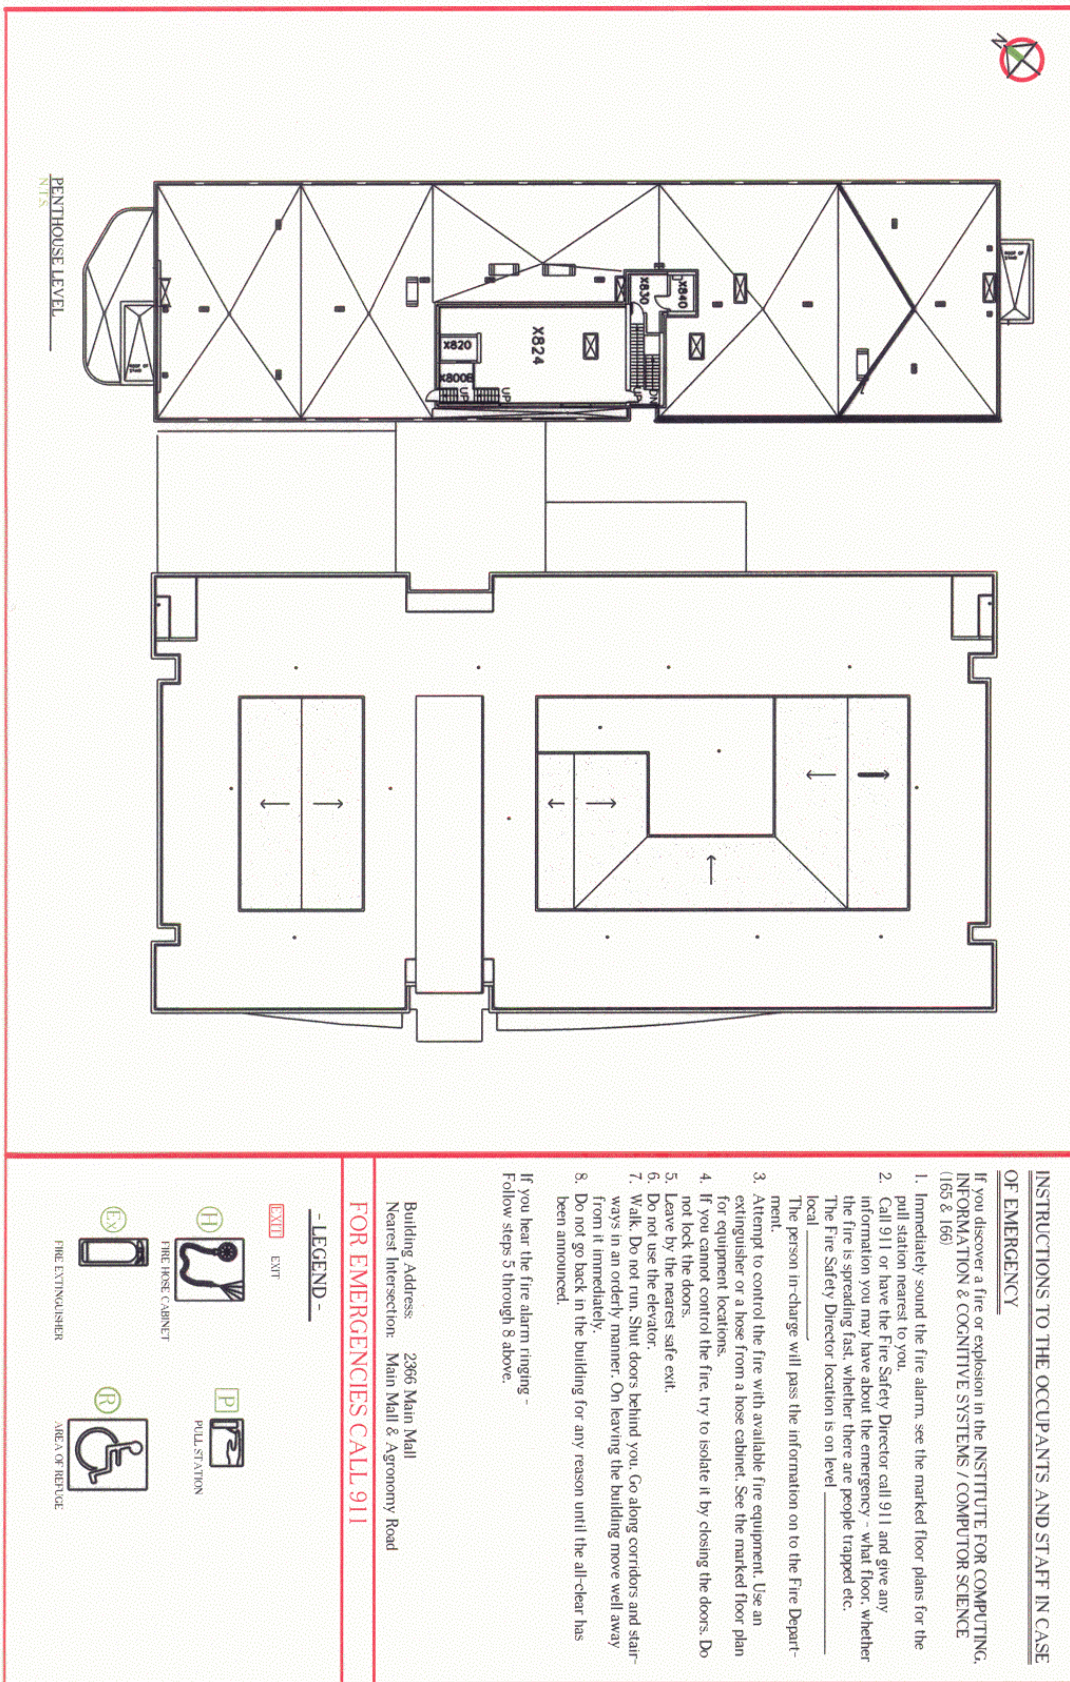 N
PENTHOUSE LEVEL
N.T.S.
X840
X830
X824
X820
X800B
UP
UP
UP
DN
ROOF OF
STAIR
ROOF OF
STAIR
INSTRUCTIONS TO THE OCCUPANTS AND STAFF IN CASE
OF EMERGENCY
If you discover a fire or explosion in the INSTITUTE FOR COMPUTING,
INFORMATION & COGNITIVE SYSTEMS / COMPUTOR SCIENCE
(165 & 166)
1. Immediately sound the fire alarm, see the marked floor plans for the
pull station nearest to you.
2. Call 911 or have the Fire Safety Director call 911 and give any
information you may have about the emergency - what floor, whether
the fire is spreading fast, whether there are people trapped etc.
The Fire Safety Director location is on level ____________________
local ____________.
The person in-charge will pass the information on to the Fire Depart-
ment.
3. Attempt to control the fire with available fire equipment. Use an
extinguisher or a hose from a hose cabinet. See the marked floor plan
for equipment locations.
4. If you cannot control the fire, try to isolate it by closing the doors. Do
not lock the doors.
5. Leave by the nearest safe exit.
6. Do not use the elevator.
7. Walk. Do not run. Shut doors behind you. Go along corridors and stair-
ways in an orderly manner. On leaving the building move well away
from it immediately.
8. Do not go back in the building for any reason until the all-clear has
been announced.
If you hear the fire alarm ringing -
Follow steps 5 through 8 above.
Building Address: 2366 Main Mall
Nearest Intersection: Main Mall & Agronomy Road
FOR EMERGENCIES CALL 911
- LEGEND -
EXIT EXIT
H FIRE HOSE CABINET
P PULL STATION
Ex FIRE EXTINGUISHER
R AREA OF REFUGE